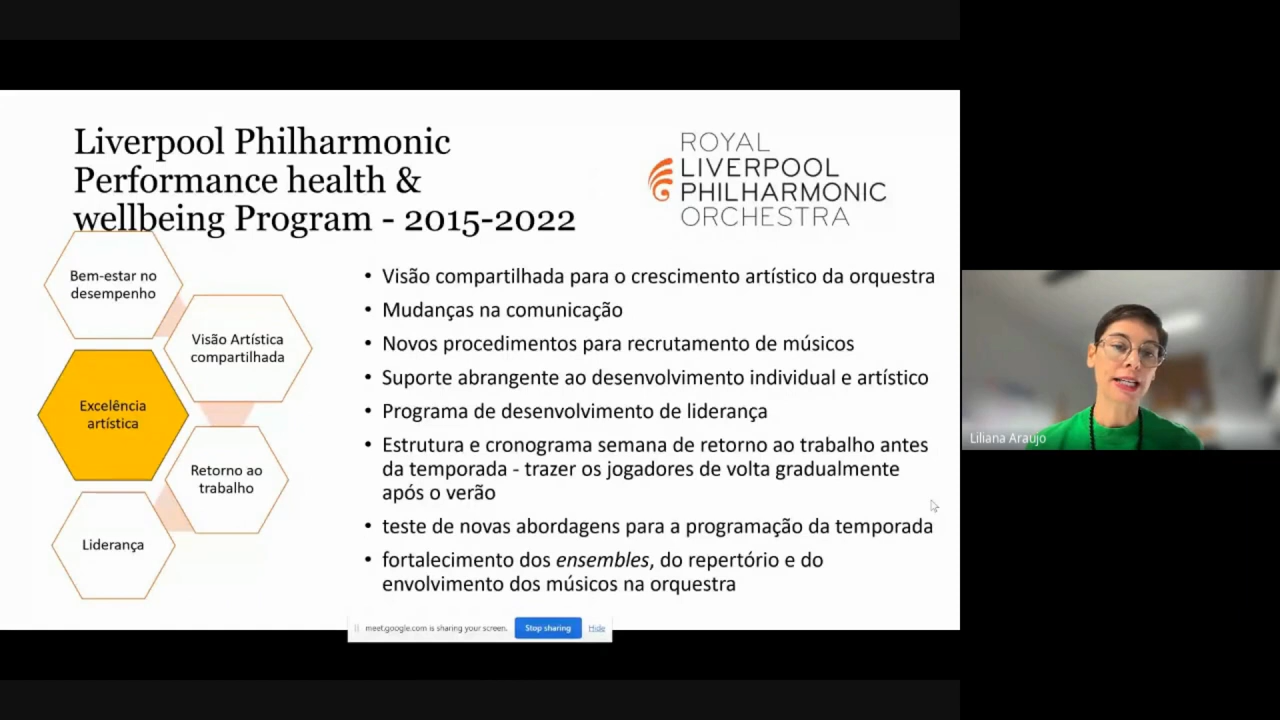 Liverpool Philharmonic
Performance health &
wellbeing Program - 2015-2022
ROYAL
LIVERPOOL
PHILHARMONIC
ORCHESTRA
Bem-estar no
desempenho
Visão Artística
compartilhada
Excelência
artística
Retorno ao
trabalho
Liderança
• Visão compartilhada para o crescimento artístico da orquestra
• Mudanças na comunicação
• Novos procedimentos para recrutamento de músicos
• Suporte abrangente ao desenvolvimento individual e artístico
• Programa de desenvolvimento de liderança
• Estrutura e cronograma semana de retorno ao trabalho antes
da temporada - trazer os jogadores de volta gradualmente
após o verão
• teste de novas abordagens para a programação da temporada
• fortalecimento dos ensembles, do repertório e do
envolvimento dos músicos na orquestra
meet.google.com is sharing your screen.
Stop sharing
Hide
Liliana Araujo